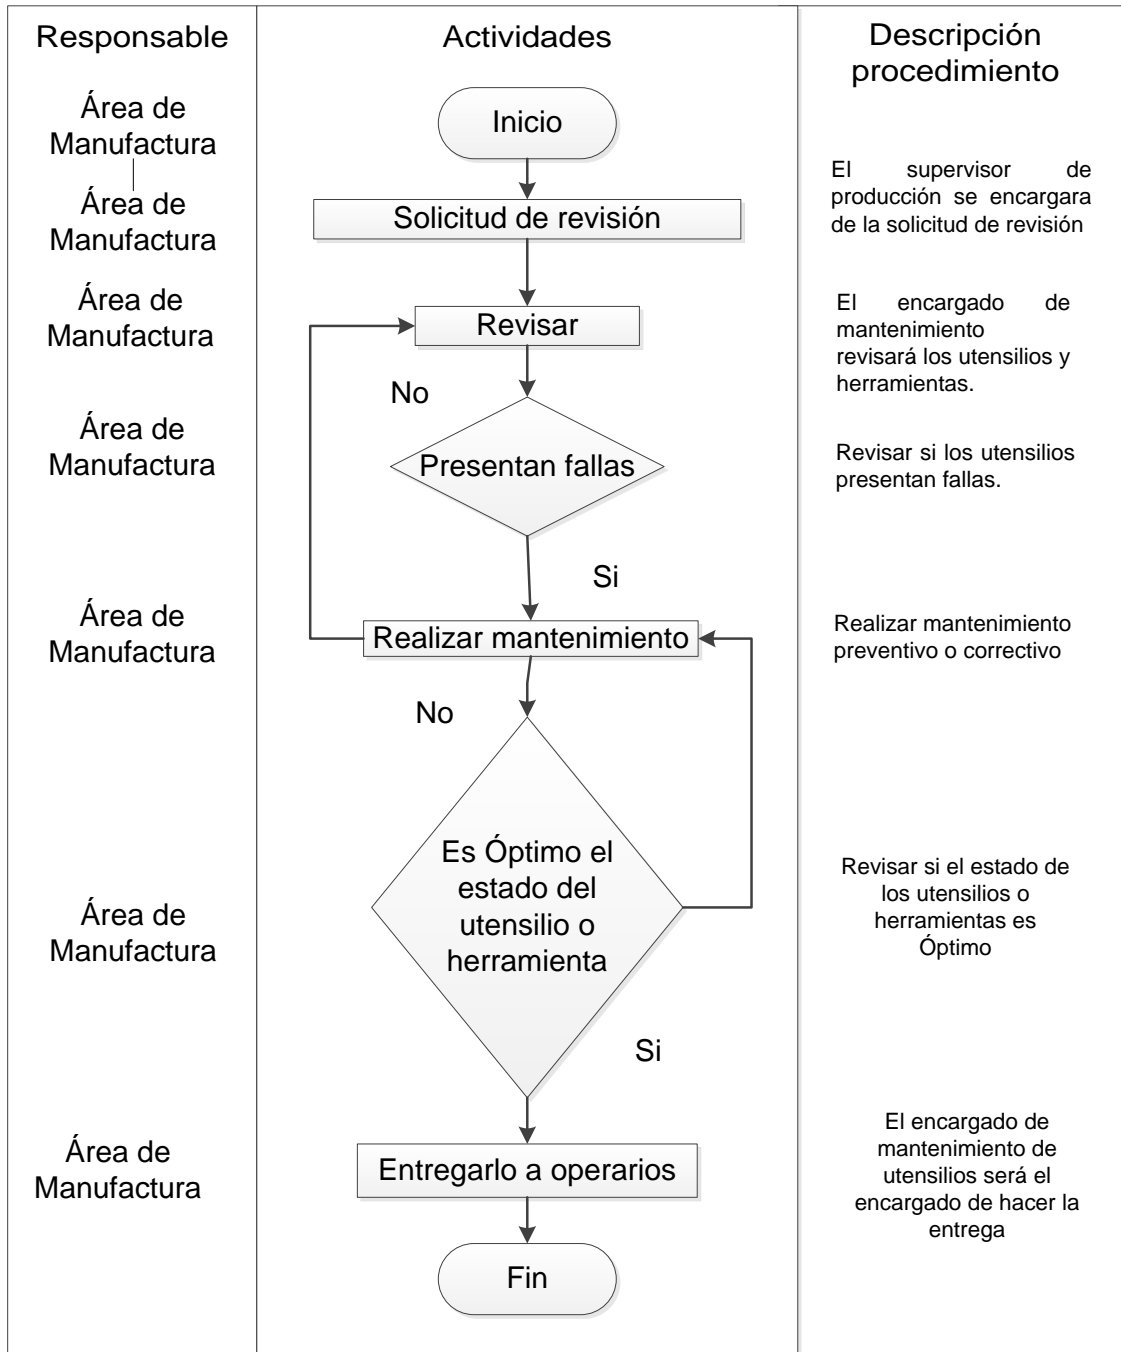 Responsable
Actividades
Descripción
procedimiento
Área de
Manufactura
Inicio
Área de
Manufactura
Solicitud de revisión
El supervisor de
producción se encargara
de la solicitud de revisión
Área de
Manufactura
Revisar
El encargado de
mantenimiento
revisará los utensilios y
herramientas.
No
Área de
Manufactura
Presentan fallas
Revisar si los utensilios
presentan fallas.
Si
Área de
Manufactura
Realizar mantenimiento
Realizar mantenimiento
preventivo o correctivo
No
Área de
Manufactura
Es Óptimo el
estado del
utensilio o
herramienta
Revisar si el estado de
los utensilios o
herramientas es
Óptimo
Si
Área de
Manufactura
Entregarlo a operarios
El encargado de
mantenimiento de
utensilios será el
encargado de hacer la
entrega
Fin